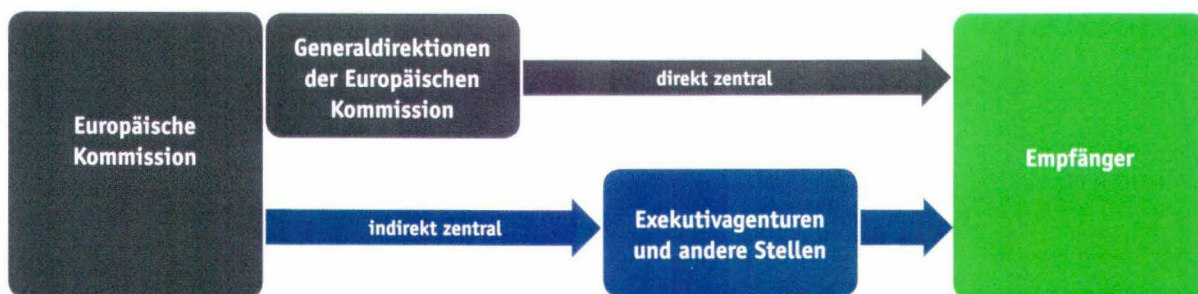 Europäische
Kommission
Generaldirektionen
der Europäischen
Kommission
direkt zentral
indirekt zentral
Exekutivagenturen
und andere Stellen
Empfänger